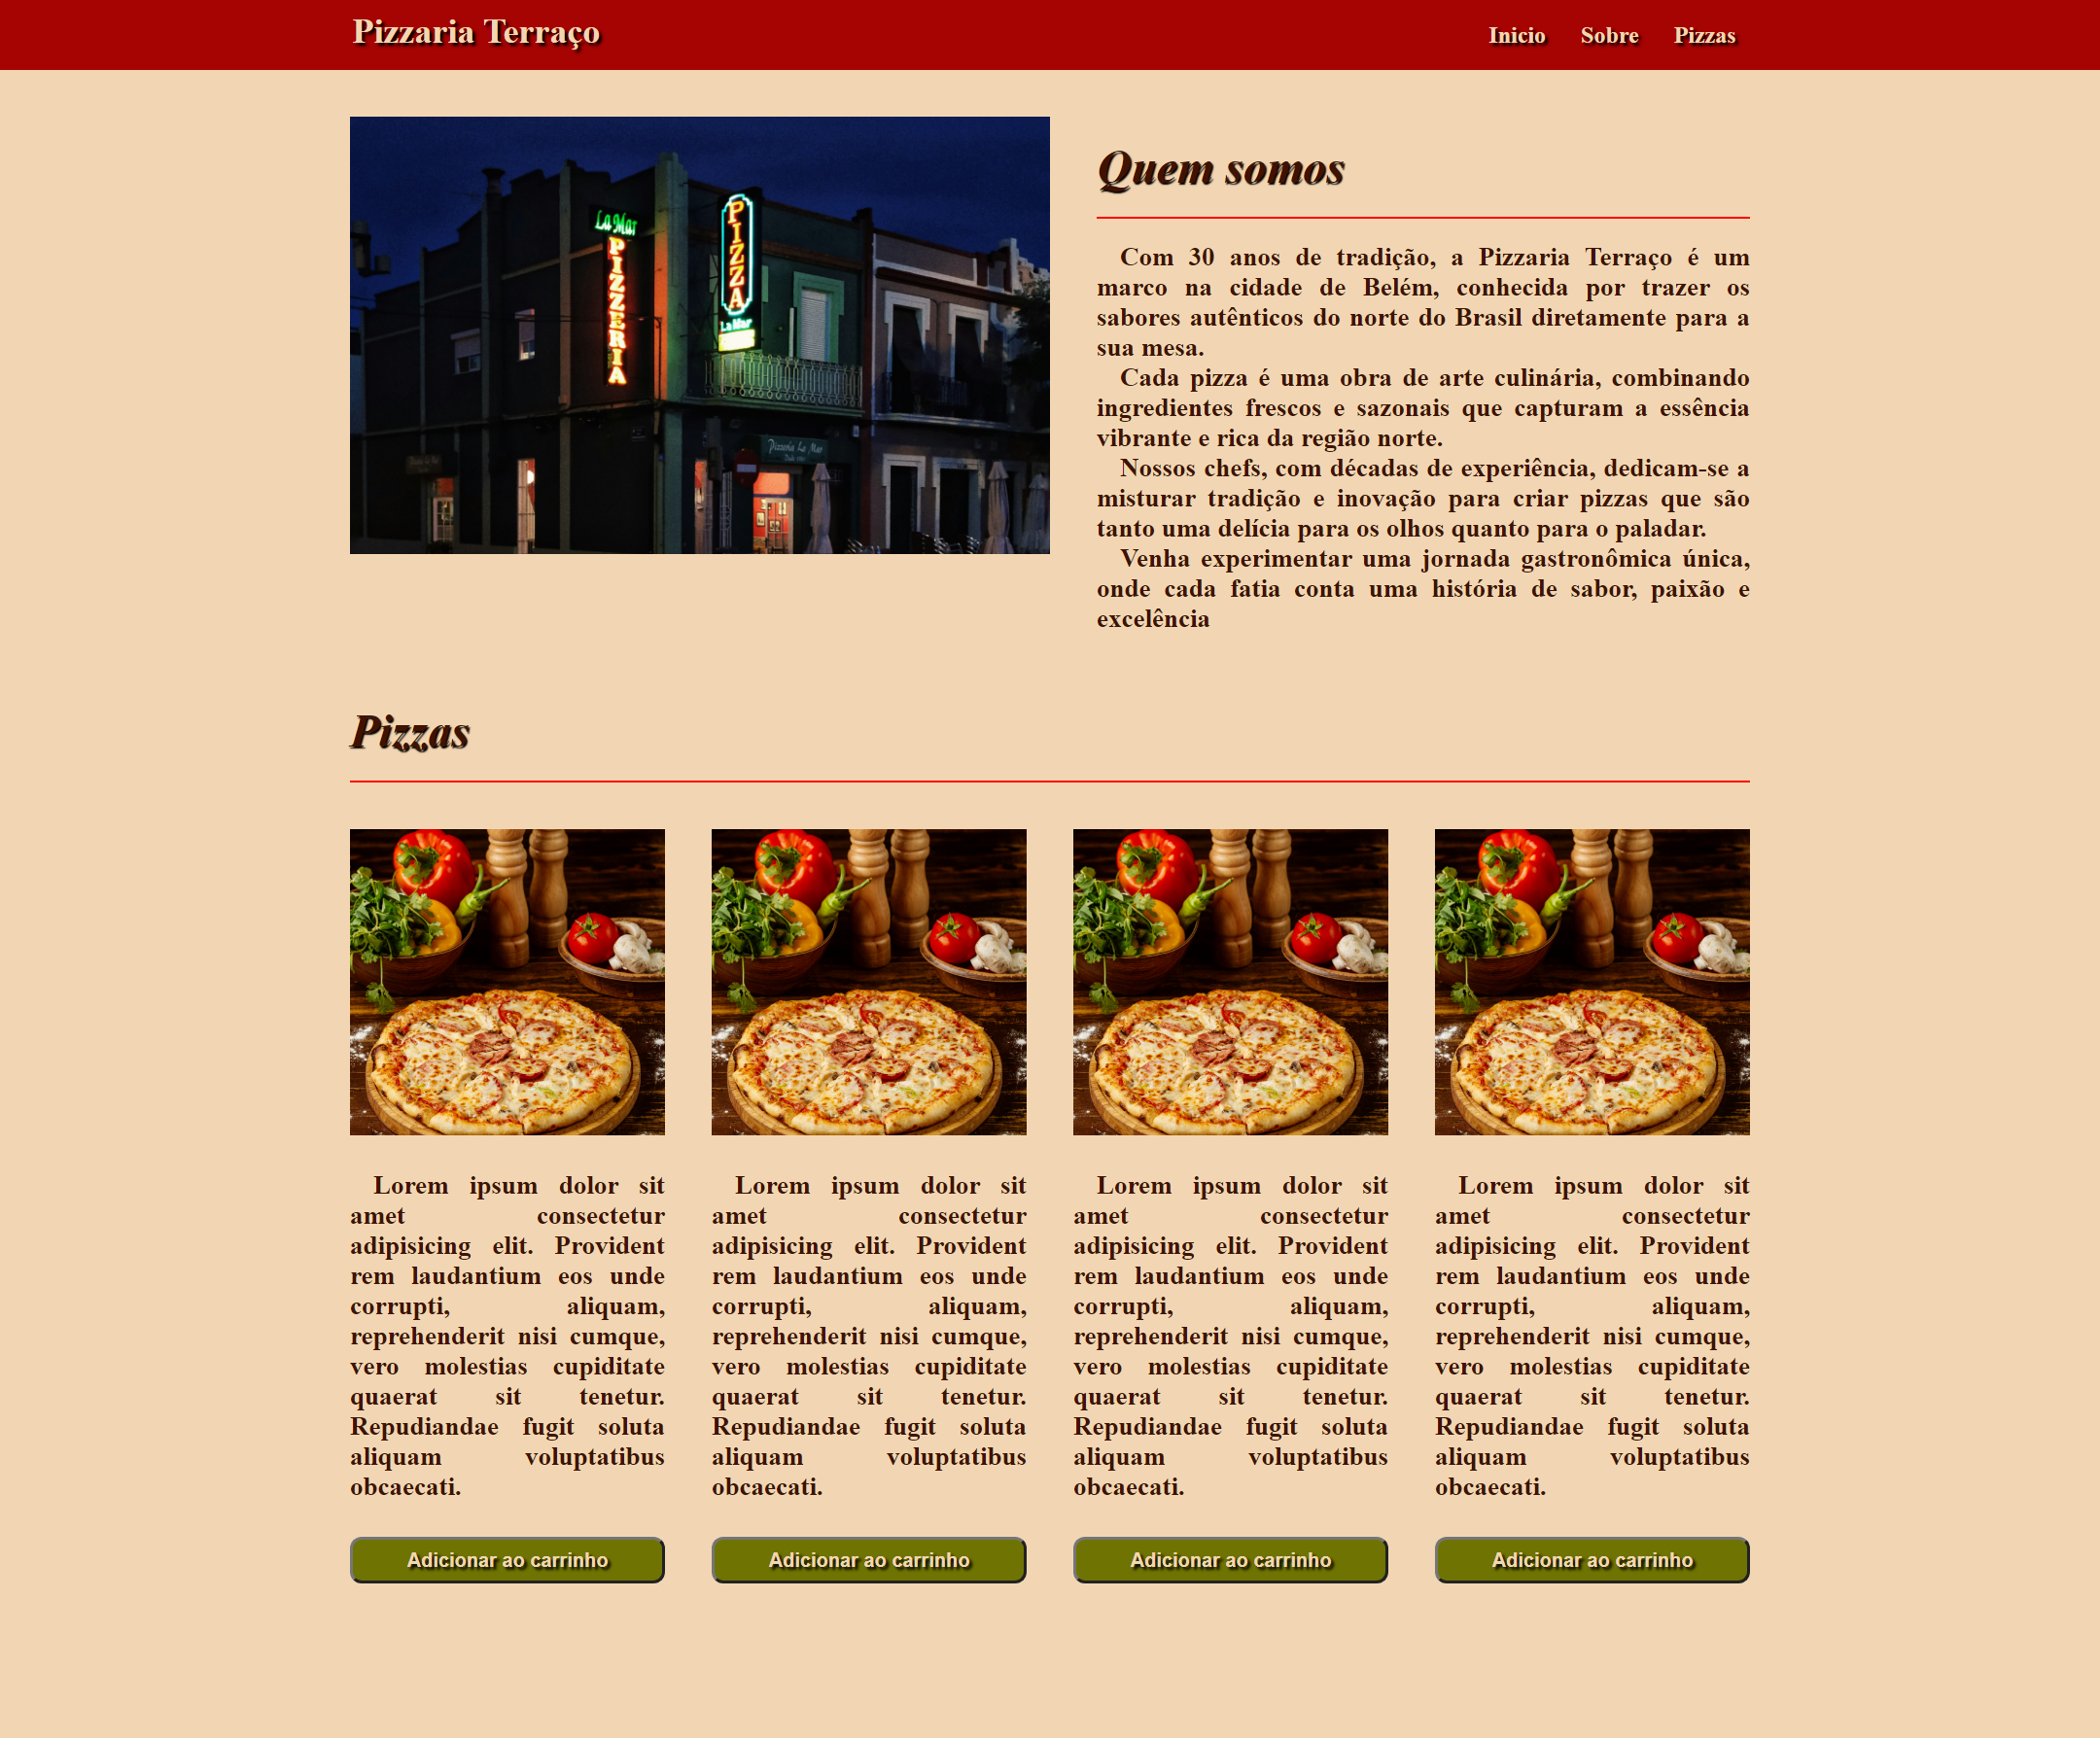 Pizzaria Terraço
Inicio Sobre Pizzas
La Mar
PIZZERIA
PIZZA
La Mar
Pizzeria La Mar
Quem somos
Com 30 anos de tradição, a Pizzaria Terraço é um
marco na cidade de Belém, conhecida por trazer os
sabores autênticos do norte do Brasil diretamente para a
sua mesa.
Cada pizza é uma obra de arte culinária, combinando
ingredientes frescos e sazonais que capturam a essência
vibrante e rica da região norte.
Nossos chefs, com décadas de experiência, dedicam-se a
misturar tradição e inovação para criar pizzas que são
tanto uma delícia para os olhos quanto para o paladar.
Venha experimentar uma jornada gastronômica única,
onde cada fatia conta uma história de sabor, paixão e
excelência
Pizzas
Lorem ipsum dolor sit
amet consectetur
adipisicing elit. Provident
rem laudantium eos unde
corrupti, aliquam,
reprehenderit nisi cumque,
vero molestias cupiditate
quaerat sit tenetur.
Repudiandae fugit soluta
aliquam voluptatibus
obcaecati.
Adicionar ao carrinho
Lorem ipsum dolor sit
amet consectetur
adipisicing elit. Provident
rem laudantium eos unde
corrupti, aliquam,
reprehenderit nisi cumque,
vero molestias cupiditate
quaerat sit tenetur.
Repudiandae fugit soluta
aliquam voluptatibus
obcaecati.
Adicionar ao carrinho
Lorem ipsum dolor sit
amet consectetur
adipisicing elit. Provident
rem laudantium eos unde
corrupti, aliquam,
reprehenderit nisi cumque,
vero molestias cupiditate
quaerat sit tenetur.
Repudiandae fugit soluta
aliquam voluptatibus
obcaecati.
Adicionar ao carrinho
Lorem ipsum dolor sit
amet consectetur
adipisicing elit. Provident
rem laudantium eos unde
corrupti, aliquam,
reprehenderit nisi cumque,
vero molestias cupiditate
quaerat sit tenetur.
Repudiandae fugit soluta
aliquam voluptatibus
obcaecati.
Adicionar ao carrinho